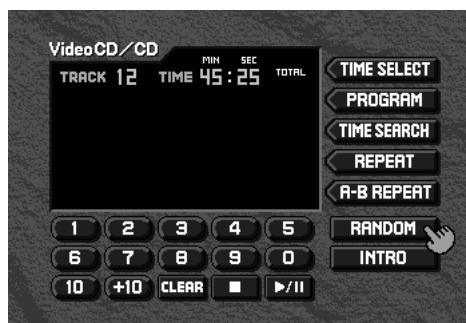 VideoCD/CD
MIN SEC
TRACK 12 TIME 45:25 TOTAL
TIME SELECT
PROGRAM
TIME SEARCH
REPEAT
A-B REPEAT
1 2 3 4 5
RANDOM
6 7 8 9 0
INTRO
10 +10 CLEAR ■ ▶/II